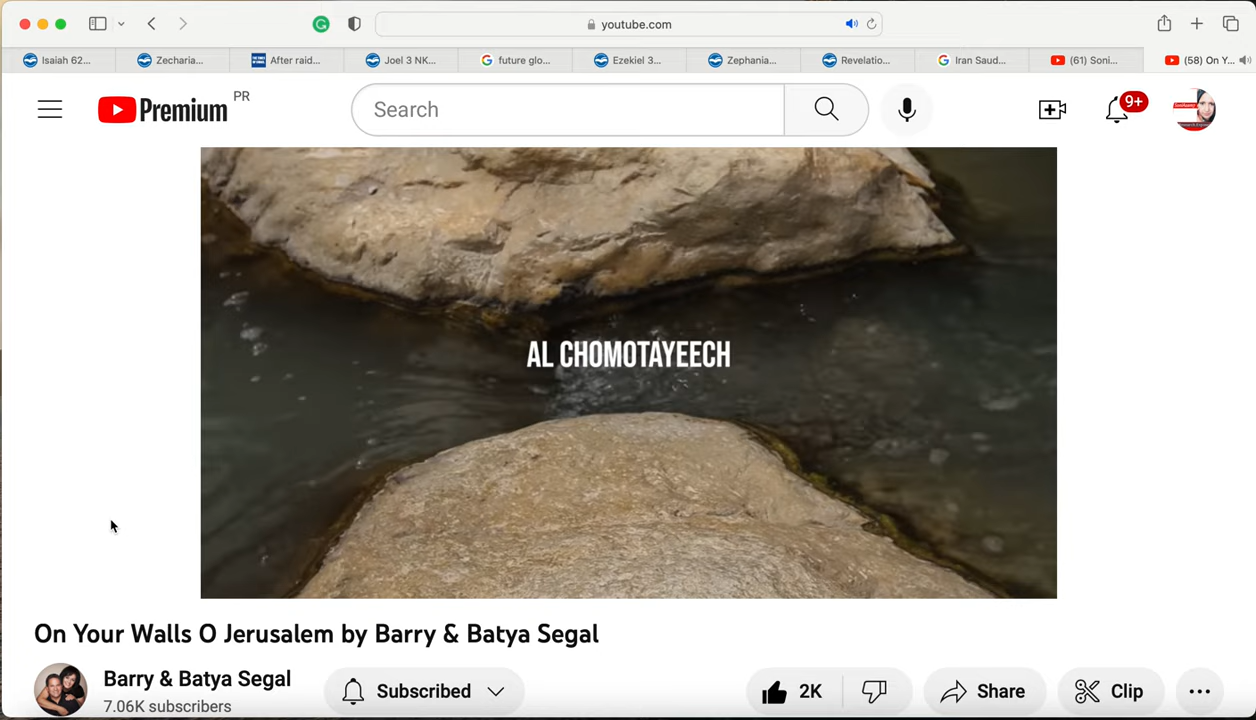 youtube.com
Isaiah 62...
Zecharia...
After raid...
Joel 3 NK...
future glo...
Ezekiel 3...
Zephania...
Revelatio...
Iran Saud...
(61) Soni...
(58) On Y...
Premium PR
Search
9+
AL CHOMOTAYEECH
On Your Walls O Jerusalem by Barry & Batya Segal
Barry & Batya Segal
7.06K subscribers
Subscribed
2K
Share
Clip